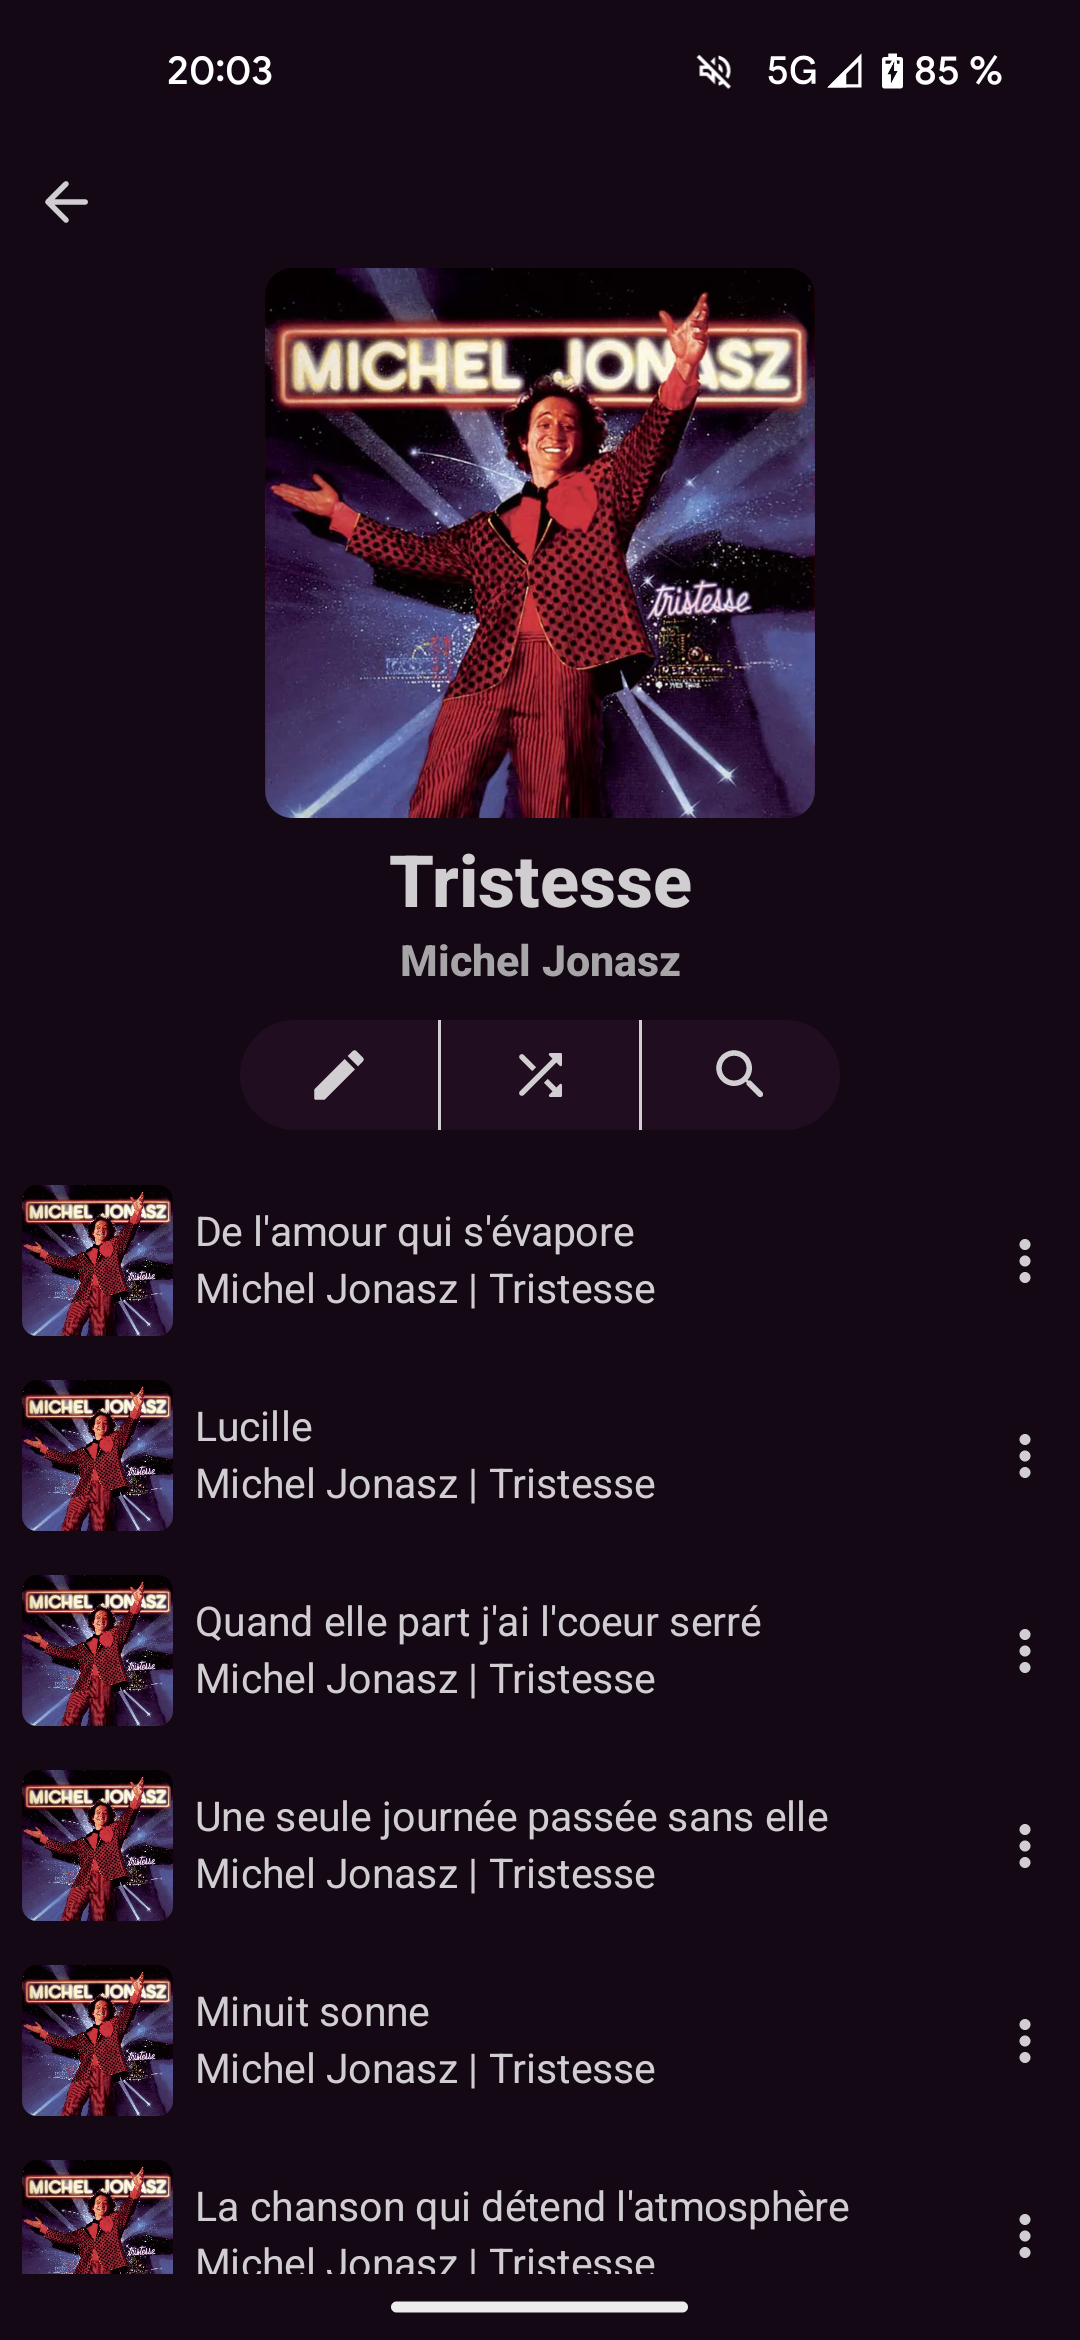 20:03
5G 85 %
MICHEL JONASZ
tristesse
Tristesse
Michel Jonasz
De l'amour qui s'évapore
Michel Jonasz | Tristesse
Lucille
Michel Jonasz | Tristesse
Quand elle part j'ai l'coeur serré
Michel Jonasz | Tristesse
Une seule journée passée sans elle
Michel Jonasz | Tristesse
Minuit sonne
Michel Jonasz | Tristesse
La chanson qui détend l'atmosphère
Michel Jonasz | Tristesse